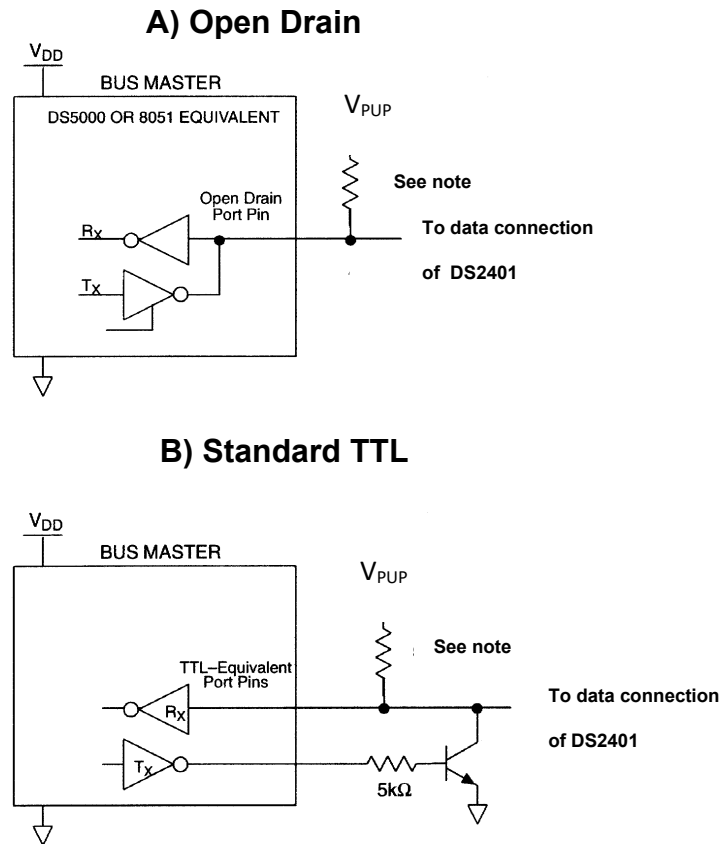 A) Open Drain
VDD
BUS MASTER
DS5000 OR 8051 EQUIVALENT
VPUP
See note
Open Drain
Port Pin
RX
To data connection
TX
of DS2401
B) Standard TTL
VDD
BUS MASTER
VPUP
See note
TTL–Equivalent
Port Pins
RX
To data connection
of DS2401
TX
5kΩ